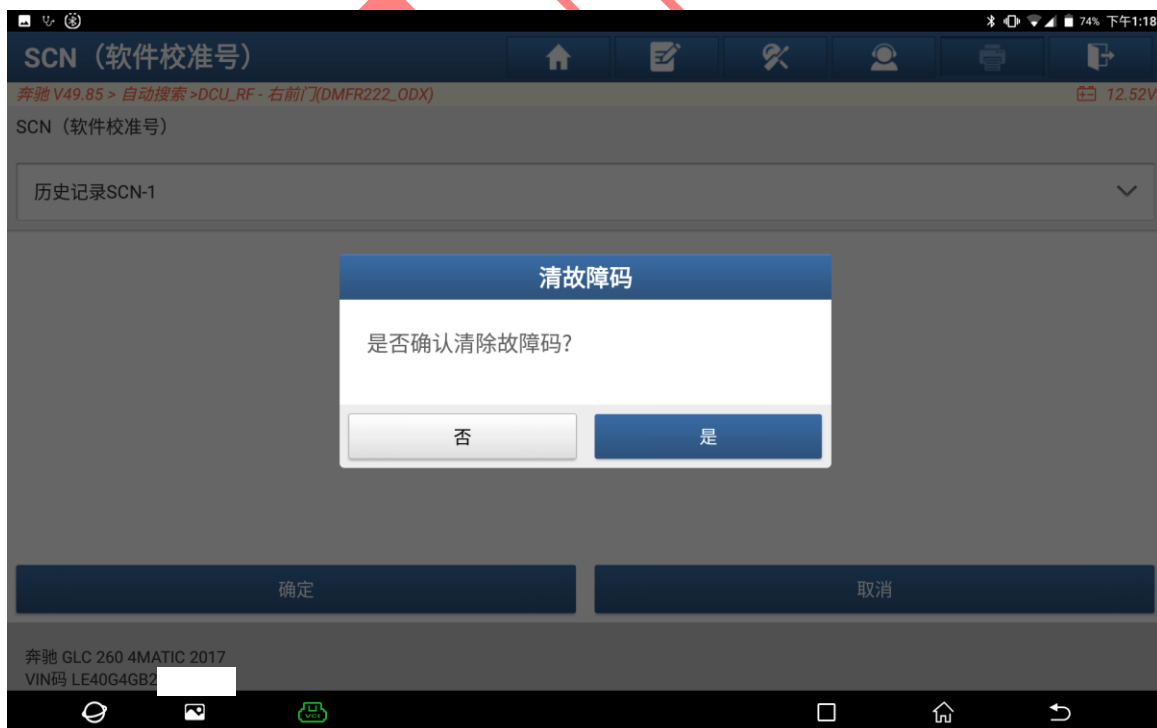 74% 下午1:18
SCN（软件校准号）
奔驰 V49.85 > 自动搜索 >DCU_RF - 右前门(DMFR222_ODX)
12.52V
SCN（软件校准号）
历史记录SCN-1
清故障码
是否确认清除故障码?
否
是
确定
取消
奔驰 GLC 260 4MATIC 2017
VIN码 LE40G4GB2
VCI